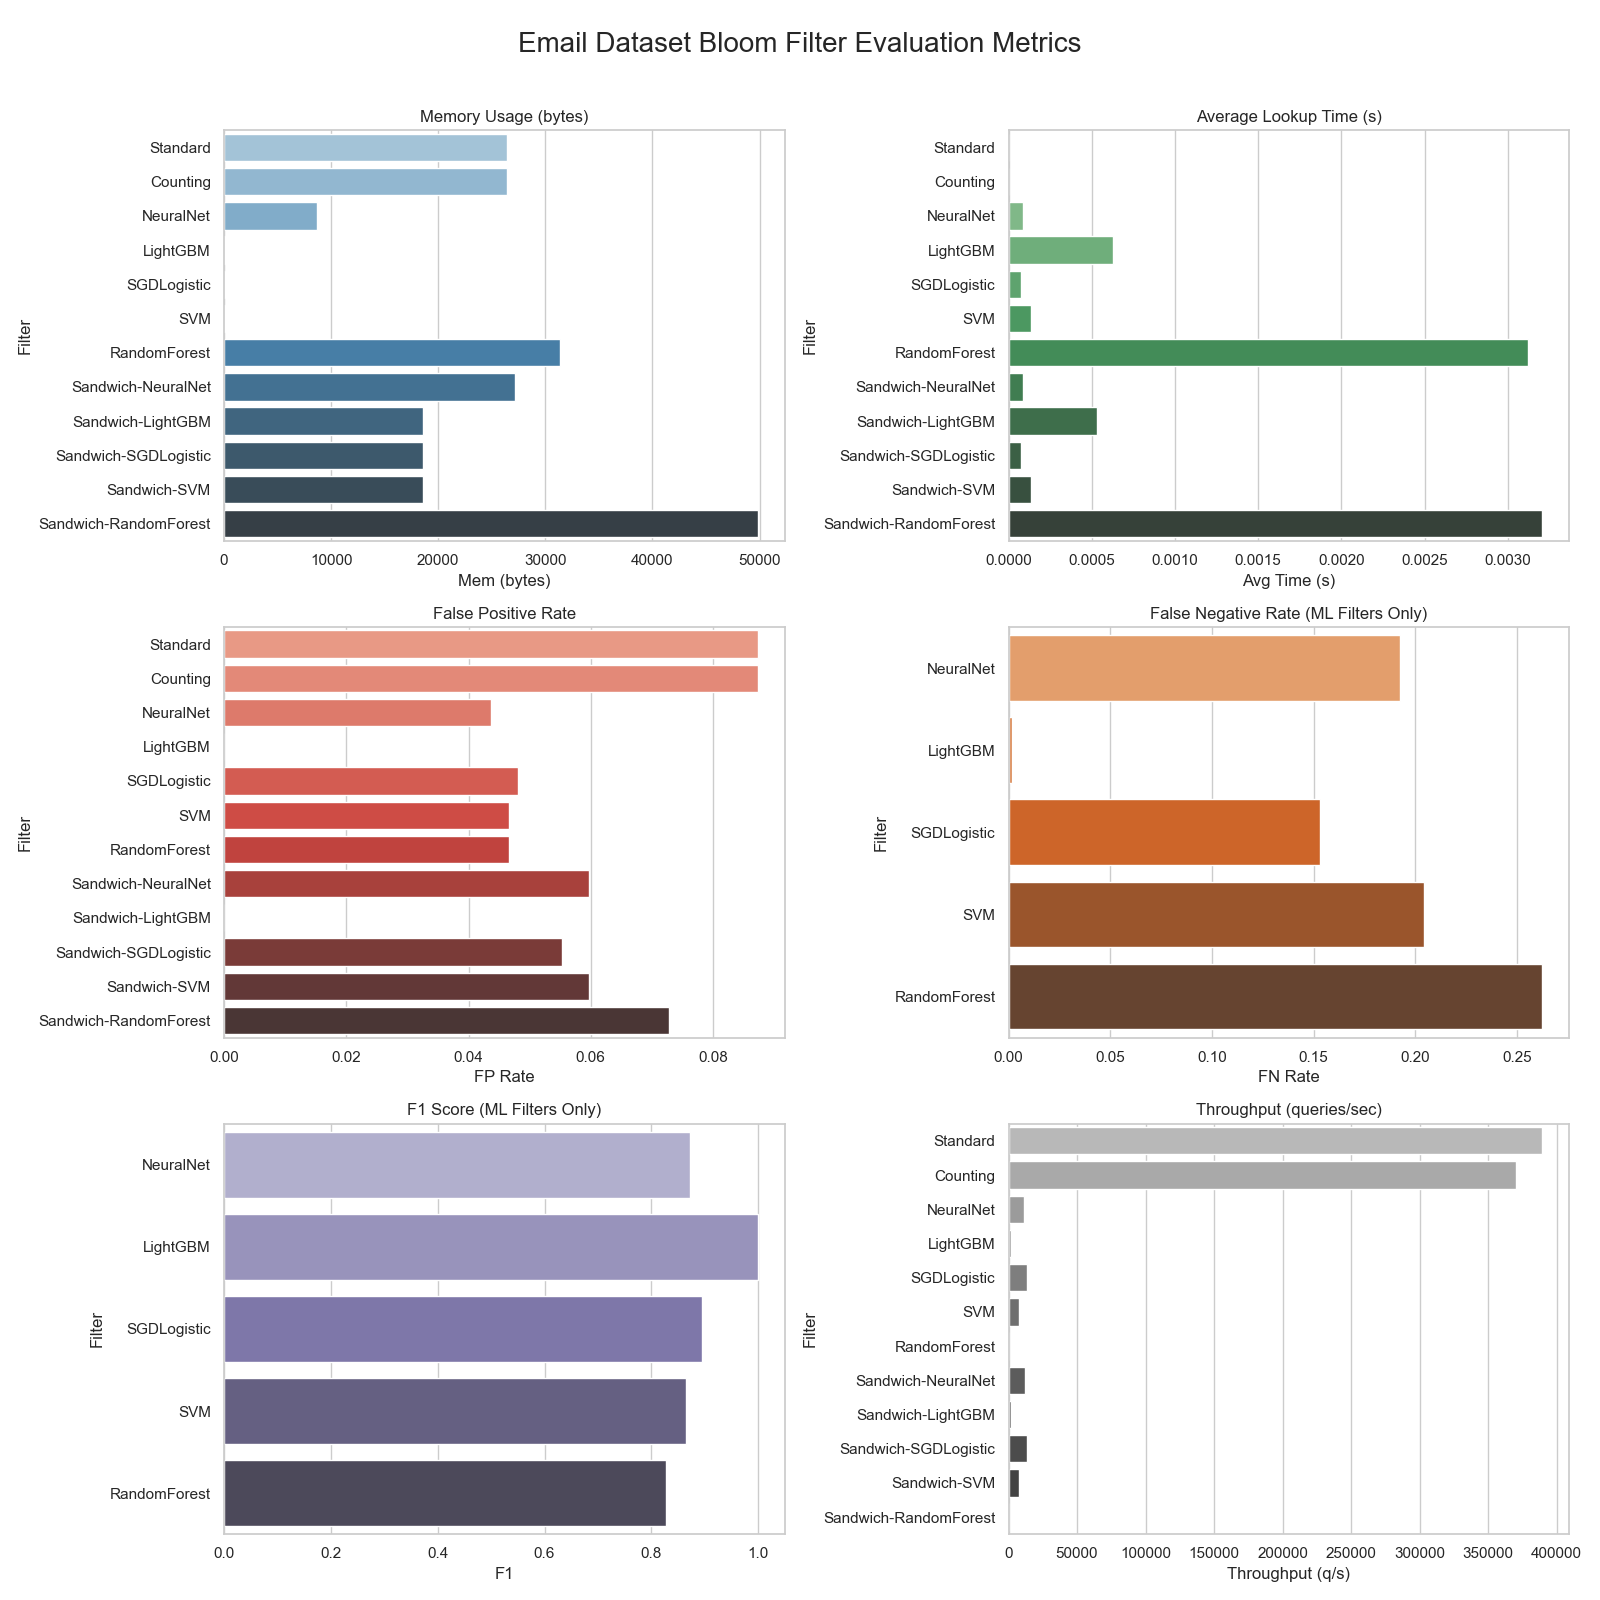 Email Dataset Bloom Filter Evaluation Metrics
Memory Usage (bytes)
Filter
Standard
Counting
NeuralNet
LightGBM
SGDLogistic
SVM
RandomForest
Sandwich-NeuralNet
Sandwich-LightGBM
Sandwich-SGDLogistic
Sandwich-SVM
Sandwich-RandomForest
0 10000 20000 30000 40000 50000
Mem (bytes)
Average Lookup Time (s)
Filter
Standard
Counting
NeuralNet
LightGBM
SGDLogistic
SVM
RandomForest
Sandwich-NeuralNet
Sandwich-LightGBM
Sandwich-SGDLogistic
Sandwich-SVM
Sandwich-RandomForest
0.0000 0.0005 0.0010 0.0015 0.0020 0.0025 0.0030
Avg Time (s)
False Positive Rate
Filter
Standard
Counting
NeuralNet
LightGBM
SGDLogistic
SVM
RandomForest
Sandwich-NeuralNet
Sandwich-LightGBM
Sandwich-SGDLogistic
Sandwich-SVM
Sandwich-RandomForest
0.00 0.02 0.04 0.06 0.08
FP Rate
False Negative Rate (ML Filters Only)
Filter
NeuralNet
LightGBM
SGDLogistic
SVM
RandomForest
0.00 0.05 0.10 0.15 0.20 0.25
FN Rate
F1 Score (ML Filters Only)
Filter
NeuralNet
LightGBM
SGDLogistic
SVM
RandomForest
0.0 0.2 0.4 0.6 0.8 1.0
F1
Throughput (queries/sec)
Filter
Standard
Counting
NeuralNet
LightGBM
SGDLogistic
SVM
RandomForest
Sandwich-NeuralNet
Sandwich-LightGBM
Sandwich-SGDLogistic
Sandwich-SVM
Sandwich-RandomForest
0 50000 100000 150000 200000 250000 300000 350000 400000
Throughput (q/s)